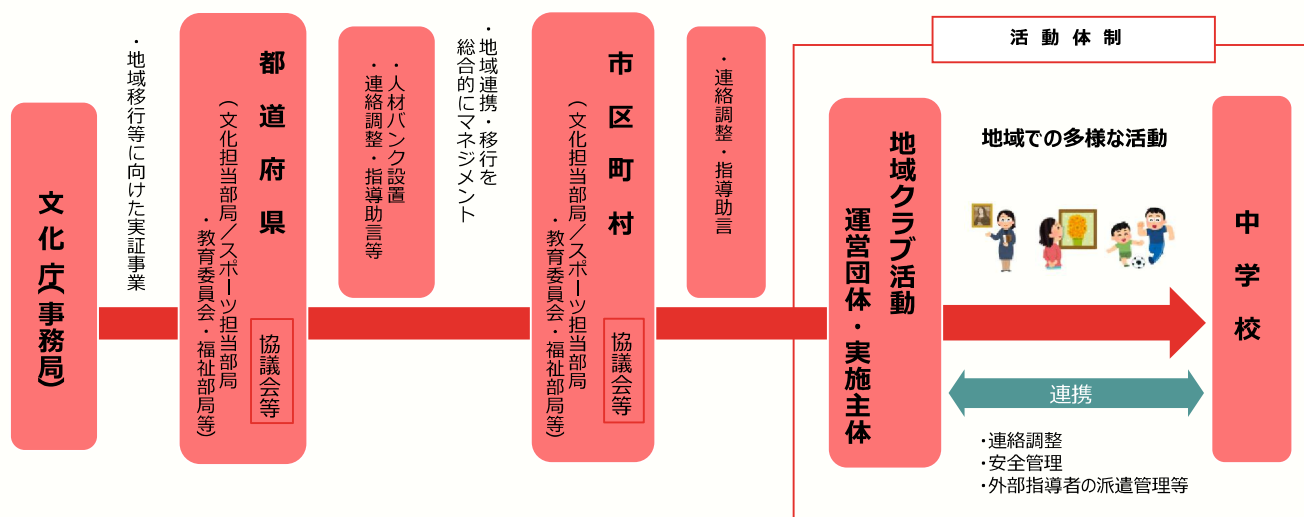 文化庁(事務局)
・地域移行等に向けた実証事業
都道府県
(文化担当部局/スポーツ担当部局
・教育委員会・福祉部局等)
協議会等
・人材バンク設置
・連絡調整・指導助言等
・地域連携・移行を
総合的にマネジメント
市区町村
(文化担当部局/スポーツ担当部局
・教育委員会・福祉部局等)
協議会等
・連絡調整・指導助言
活動体制
地域クラブ活動
運営団体・実施主体
地域での多様な活動
連携
・連絡調整
・安全管理
・外部指導者の派遣管理等
中学校